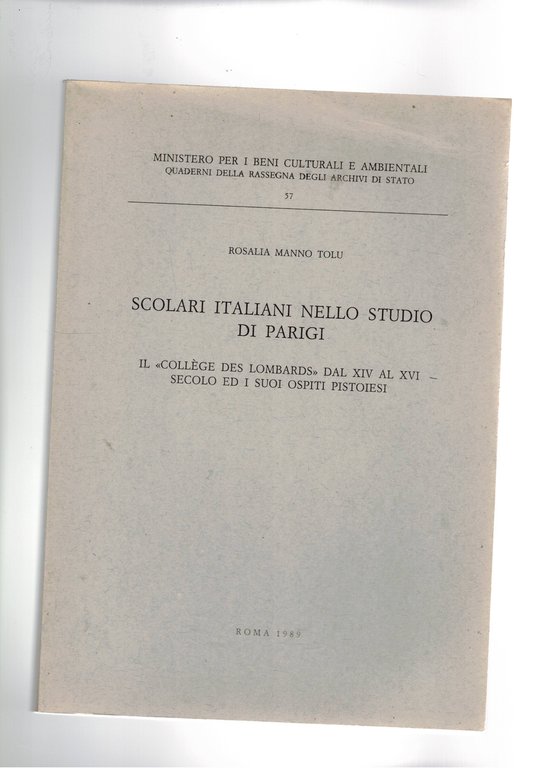 MINISTERO PER I BENI CULTURALI E AMBIENTALI
QUADERNI DELLA RASSEGNA DEGLI ARCHIVI DI STATO
57
ROSALIA MANNO TOLU
SCOLARI ITALIANI NELLO STUDIO
DI PARIGI
IL «COLLÈGE DES LOMBARDS» DAL XIV AL XVI
SECOLO ED I SUOI OSPITI PISTOIESI
ROMA 1989